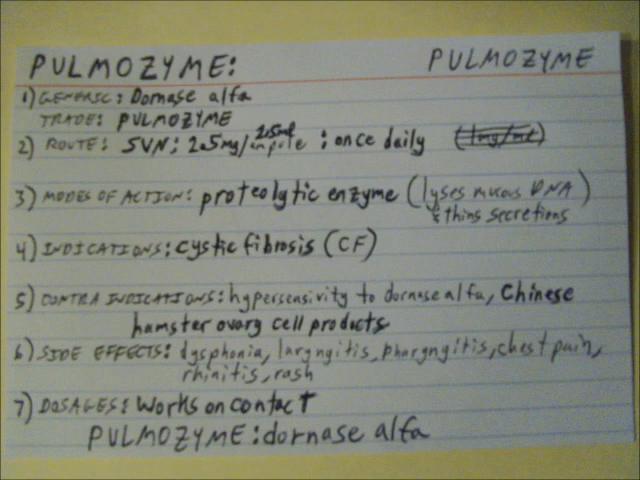 PULMOZYME: PULMOZYME
1) GENERIC: Dornase alfa
TRADE: PULMOZYME
2) ROUTE: SVN: 2.5mg/ampule 2.5ml : once daily (1mg/ml)
3) MODES OF ACTION: proteolytic enzyme (lyses mucous DNA)
& thins secretions
4) INDICATIONS: cystic fibrosis (CF)
5) CONTRAINDICATIONS: hypersensivity to dornase alfa, Chinese
hamster ovary cell products
6) SIDE EFFECTS: dysphonia, laryngitis, pharyngitis, chest pain,
rhinitis, rash
7) DOSAGES: Works on contact
PULMOZYME: dornase alfa